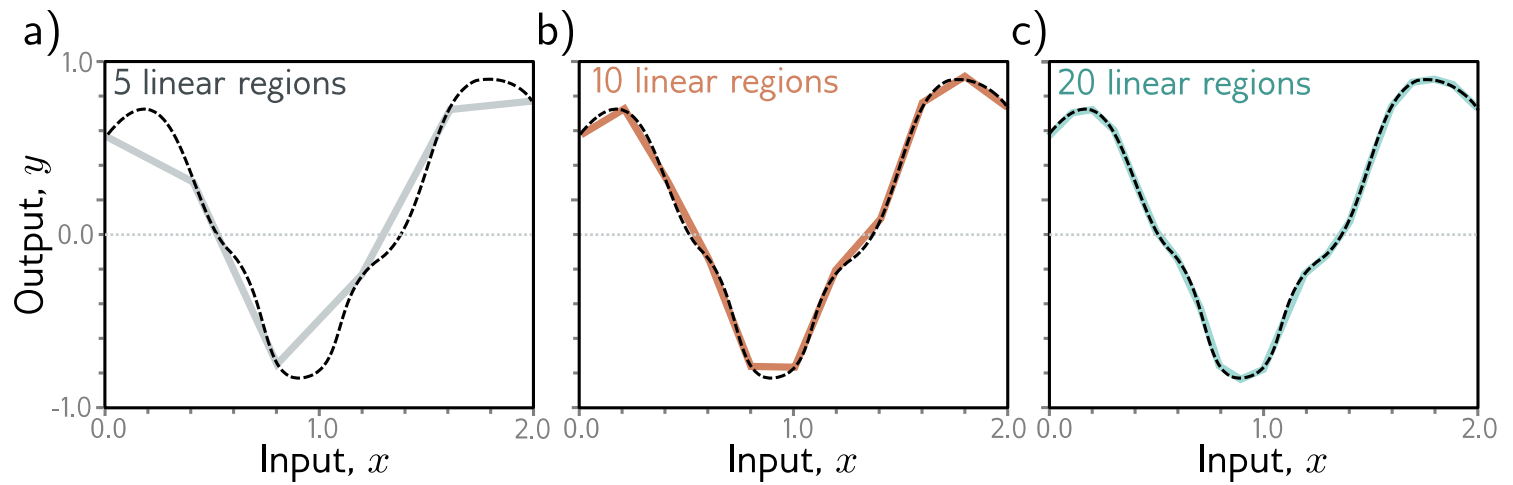 a)
5 linear regions
1.0
0.0
-1.0
Output, y
0.0 1.0 2.0
Input, x
b)
10 linear regions
0.0 1.0 2.0
Input, x
c)
20 linear regions
0.0 1.0 2.0
Input, x